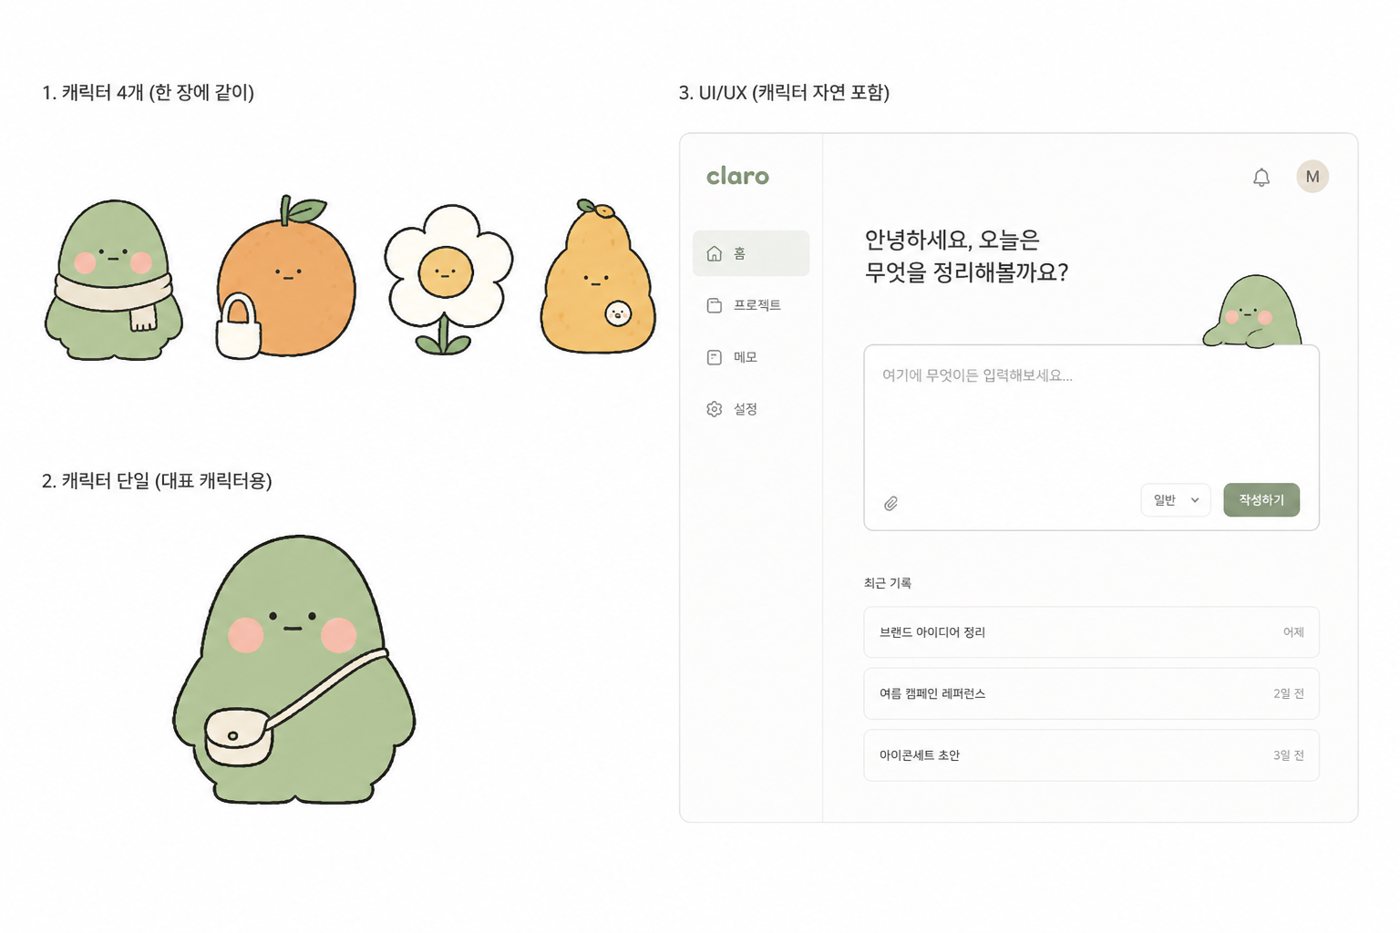 1. 캐릭터 4개 (한 장에 같이)
2. 캐릭터 단일 (대표 캐릭터용)
3. UI/UX (캐릭터 자연 포함)
claro
홈
프로젝트
메모
설정
M
안녕하세요, 오늘은
무엇을 정리해볼까요?
여기에 무엇이든 입력해보세요...
일반
작성하기
최근 기록
브랜드 아이디어 정리 어제
여름 캠페인 레퍼런스 2일 전
아이콘세트 초안 3일 전